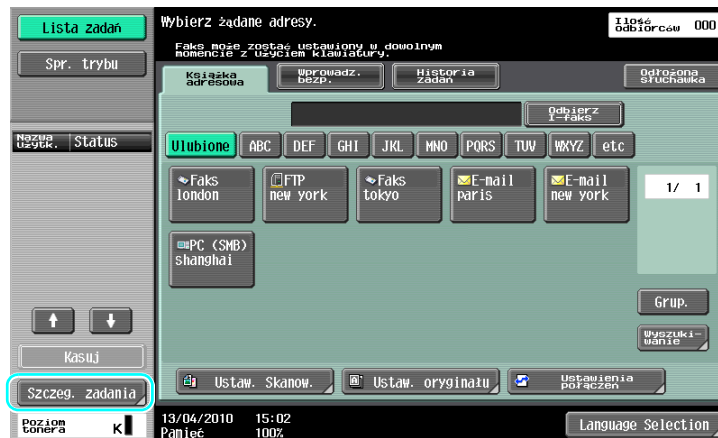 Lista zadań
Spr. trybu
Nazwa użytk.
Status
Kasuj
Szczeg. zadania
Poziom tonera
K
Wybierz żądane adresy.
Ilość odbiorców 000
Faks może zostać ustawiony w dowolnym
momencie z użyciem klawiatury.
Książka adresowa
Wprowadz. bezp.
Historia zadań
Odłożona słuchawka
Odbierz I-faks
Ulubione ABC DEF GHI JKL MNO PQRS TUV WXYZ etc
Faks
london
FTP
new york
Faks
tokyo
E-mail
paris
E-mail
new york
1/ 1
PC (SMB)
shanghai
Grup.
Wyszuki-
wanie
Ustaw. Skanow.
Ustaw. oryginału
Ustawienia
połączeń
13/04/2010 15:02
Pamięć 100%
Language Selection